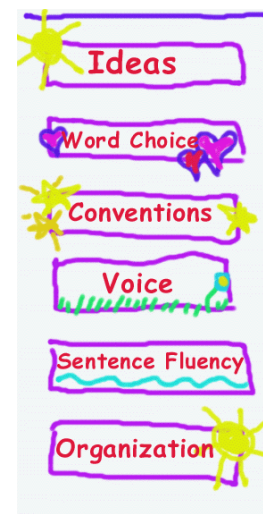 Ideas
Word Choice
Conventions
Voice
Sentence Fluency
Organization